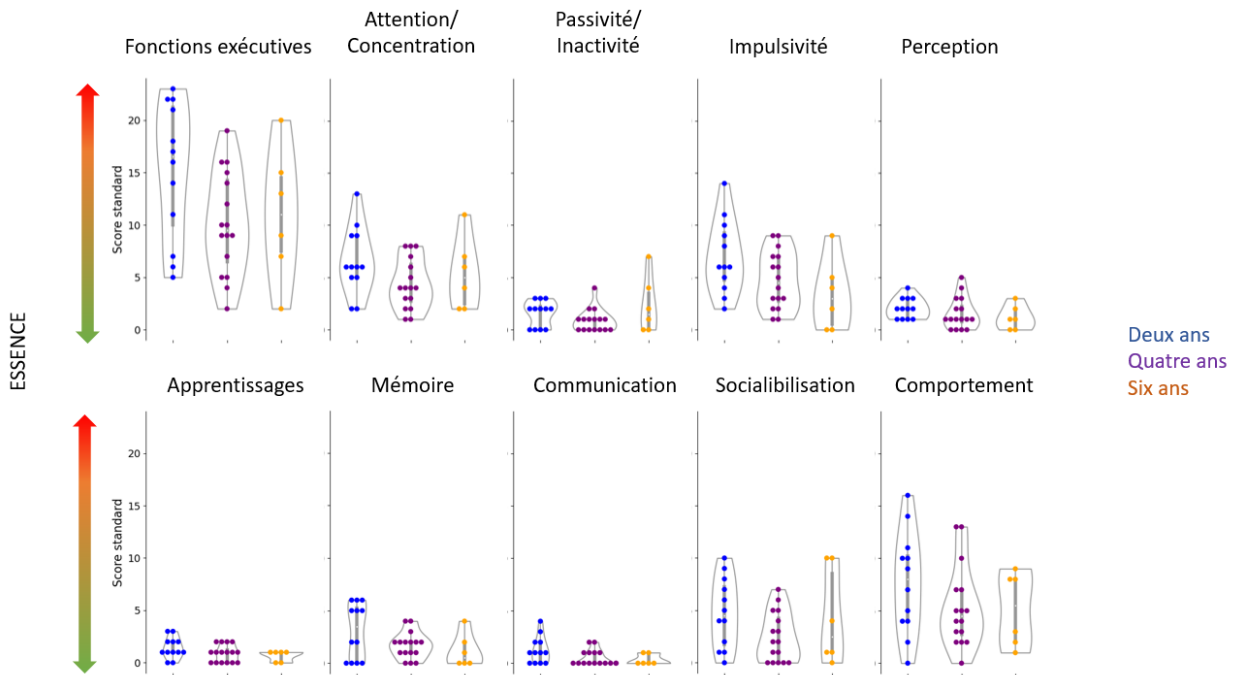 Fonctions exécutives
Attention/
Concentration
Passivité/
Inactivité
Impulsivité
Perception
Score standard
20
15
10
5
0
ESSENCE
Deux ans
Quatre ans
Six ans
Apprentissages
Mémoire
Communication
Socialibilisation
Comportement
Score standard
20
15
10
5
0